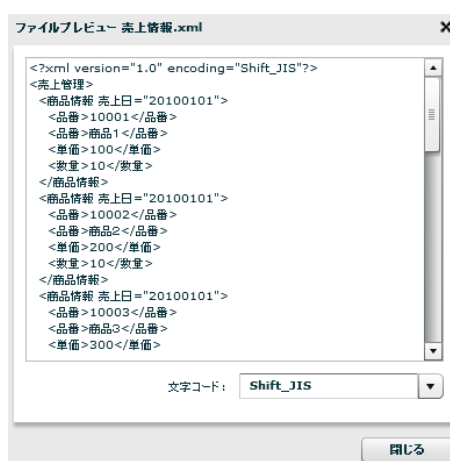 ファイルプレビュー 売上情報.xml
<?xml version="1.0" encoding="Shift_JIS"?>
<売上管理>
<商品情報 売上日="20100101">
<品番>10001</品番>
<品番>商品1</品番>
<単価>100</単価>
<数量>10</数量>
</商品情報>
<商品情報 売上日="20100101">
<品番>10002</品番>
<品番>商品2</品番>
<単価>200</単価>
<数量>10</数量>
</商品情報>
<商品情報 売上日="20100101">
<品番>10003</品番>
<品番>商品3</品番>
<単価>300</単価>
文字コード： Shift_JIS
閉じる